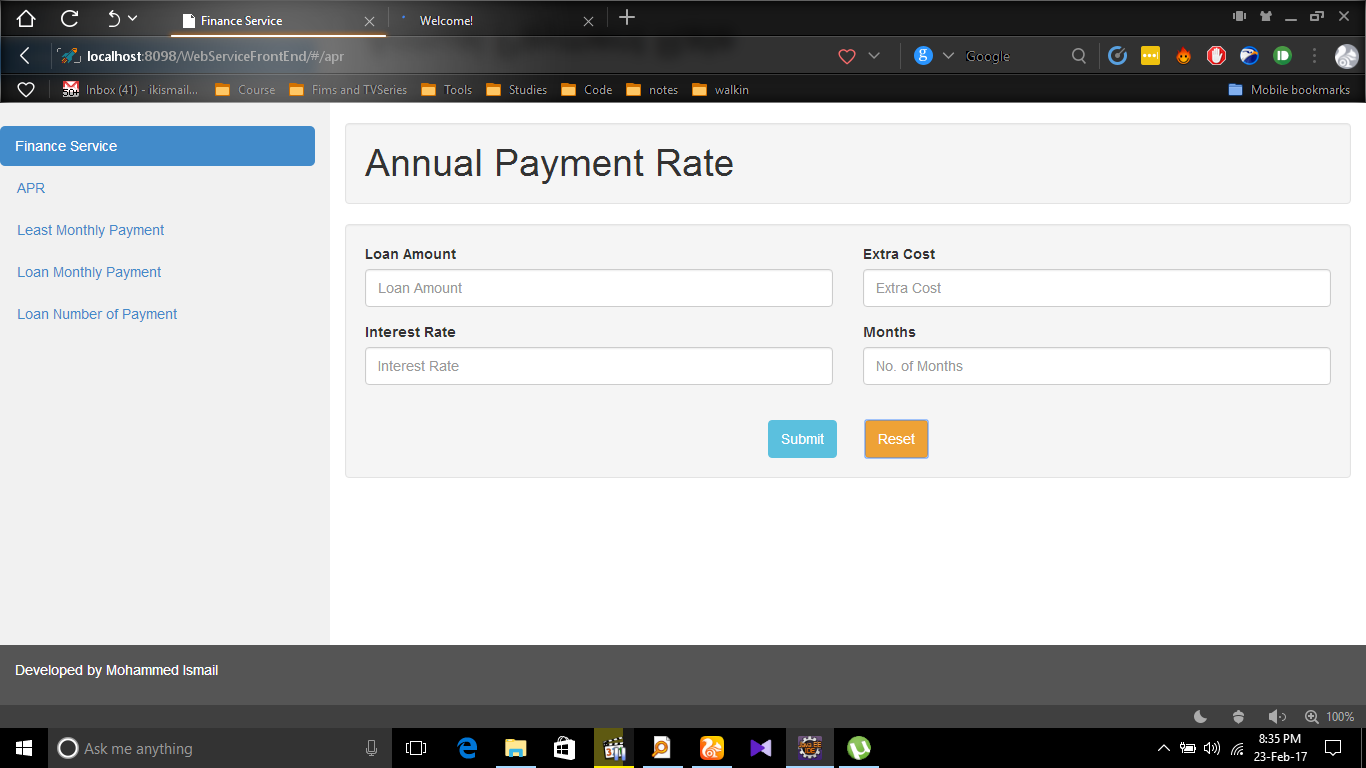 Finance Service
Welcome!
localhost:8098/WebServiceFrontEnd/#/apr
g
Google
50+
Inbox (41) - ikismail...
Course
Fims and TVSeries
Tools
Studies
Code
notes
walkin
Mobile bookmarks
Finance Service
APR
Least Monthly Payment
Loan Monthly Payment
Loan Number of Payment
Annual Payment Rate
Loan Amount
Extra Cost
Loan Amount
Extra Cost
Interest Rate
Months
Interest Rate
No. of Months
Submit
Reset
Developed by Mohammed Ismail
100%
Ask me anything
8:35 PM
23-Feb-17